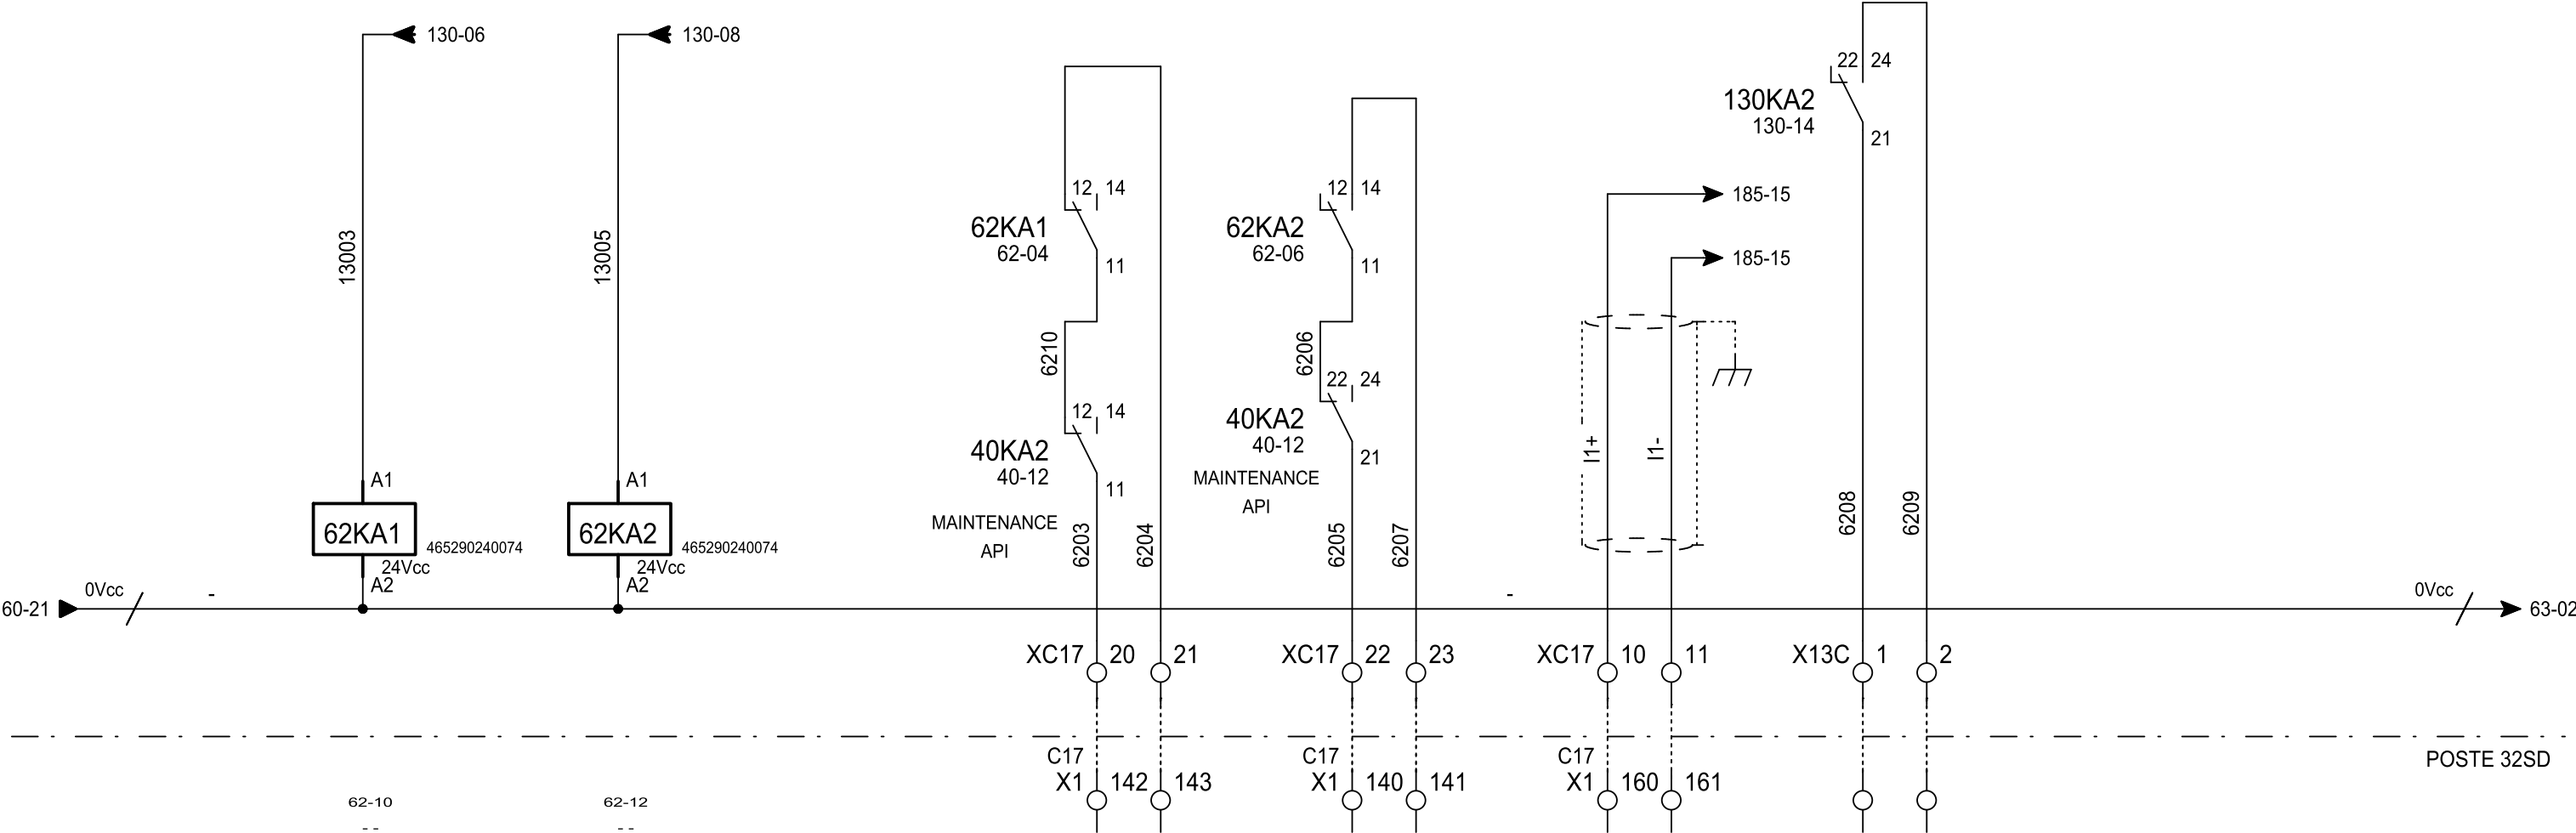 130-06
130-08
22 24
130KA2
130-14
21
12 14
62KA1
62-04
11
12 14
62KA2
62-06
11
185-15
185-15
13003
13005
6210
6206
22 24
40KA2
40-12
21
MAINTENANCE
API
12 14
40KA2
40-12
11
MAINTENANCE
API
I1+
I1-
A1
62KA1
465290240074
24Vcc
A2
A1
62KA2
465290240074
24Vcc
A2
6203
6204
6205
6207
6208
6209
60-21
0Vcc
-
-
0Vcc
63-02
XC17 20 21
XC17 22 23
XC17 10 11
X13C 1 2
C17
X1 142 143
C17
X1 140 141
C17
X1 160 161
POSTE 32SD
62-10
--
62-12
--